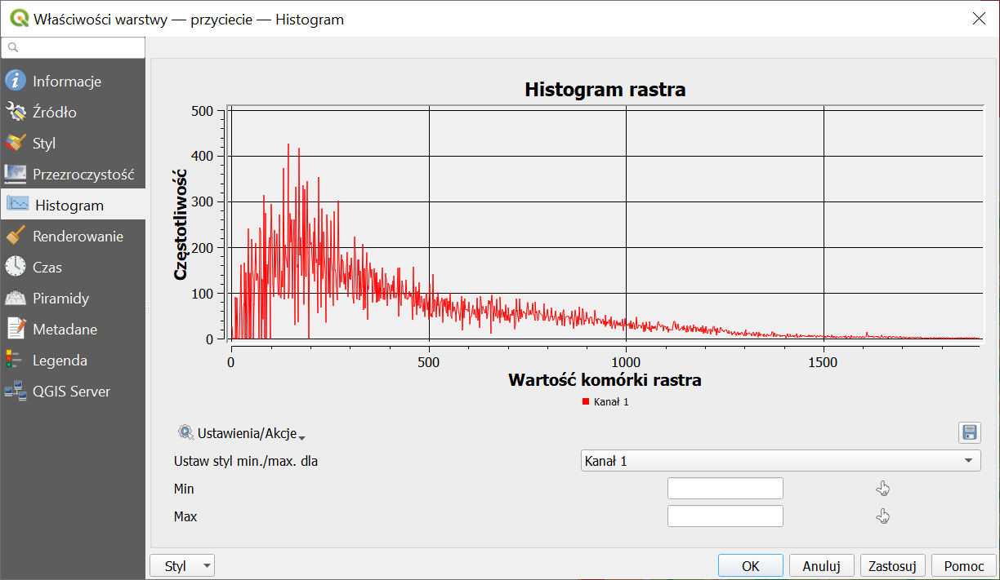 Właściwości warstwy — przyciecie — Histogram
Informacje
Źródło
Styl
Przezroczystość
Histogram
Renderowanie
Czas
Piramidy
Metadane
Legenda
QGIS Server
Histogram rastra
Częstotliwość
500
400
300
200
100
0
0 500 1000 1500
Wartość komórki rastra
Kanał 1
Ustawienia/Akcje
Ustaw styl min./max. dla Kanał 1
Min
Max
Styl OK Anuluj Zastosuj Pomoc